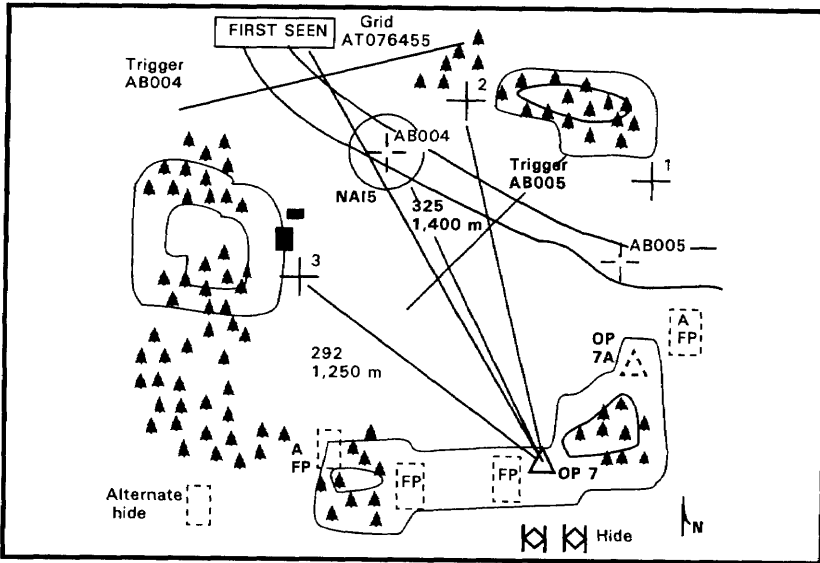 FIRST SEEN
Grid
AT076455
Trigger
AB004
2
AB004
Trigger
AB005
1
NAI5
325
1,400 m
AB005
3
A
FP
OP
7A
292
1,250 m
A
FP
FP
FP
OP 7
Alternate
hide
Hide
N